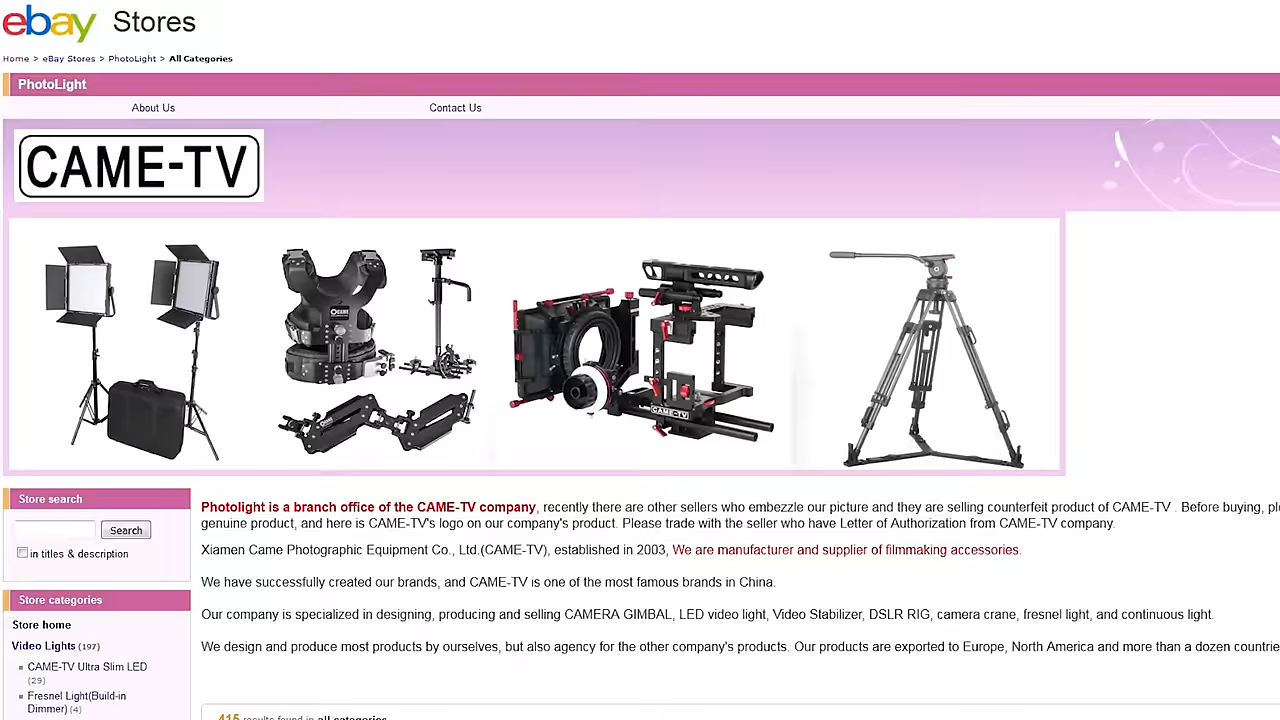 ebay Stores
Home > eBay Stores > PhotoLight > All Categories
PhotoLight
About Us Contact Us
CAME-TV
CAME
CAME-TV
Store search
Search
in titles & description
Store categories
Store home
Video Lights (197)
CAME-TV Ultra Slim LED
(29)
Fresnel Light(Build-in
Dimmer) (4)
Photolight is a branch office of the CAME-TV company, recently there are other sellers who embezzle our picture and they are selling counterfeit product of CAME-TV . Before buying,
genuine product, and here is CAME-TV's logo on our company's product. Please trade with the seller who have Letter of Authorization from CAME-TV company.
Xiamen Came Photographic Equipment Co., Ltd.(CAME-TV), established in 2003, We are manufacturer and supplier of filmmaking accessories.
We have successfully created our brands, and CAME-TV is one of the most famous brands in China.
Our company is specialized in designing, producing and selling CAMERA GIMBAL, LED video light, Video Stabilizer, DSLR RIG, camera crane, fresnel light, and continuous light.
We design and produce most products by ourselves, but also agency for the other company's products. Our products are exported to Europe, North America and more than a dozen countrie
415 results found in all categories